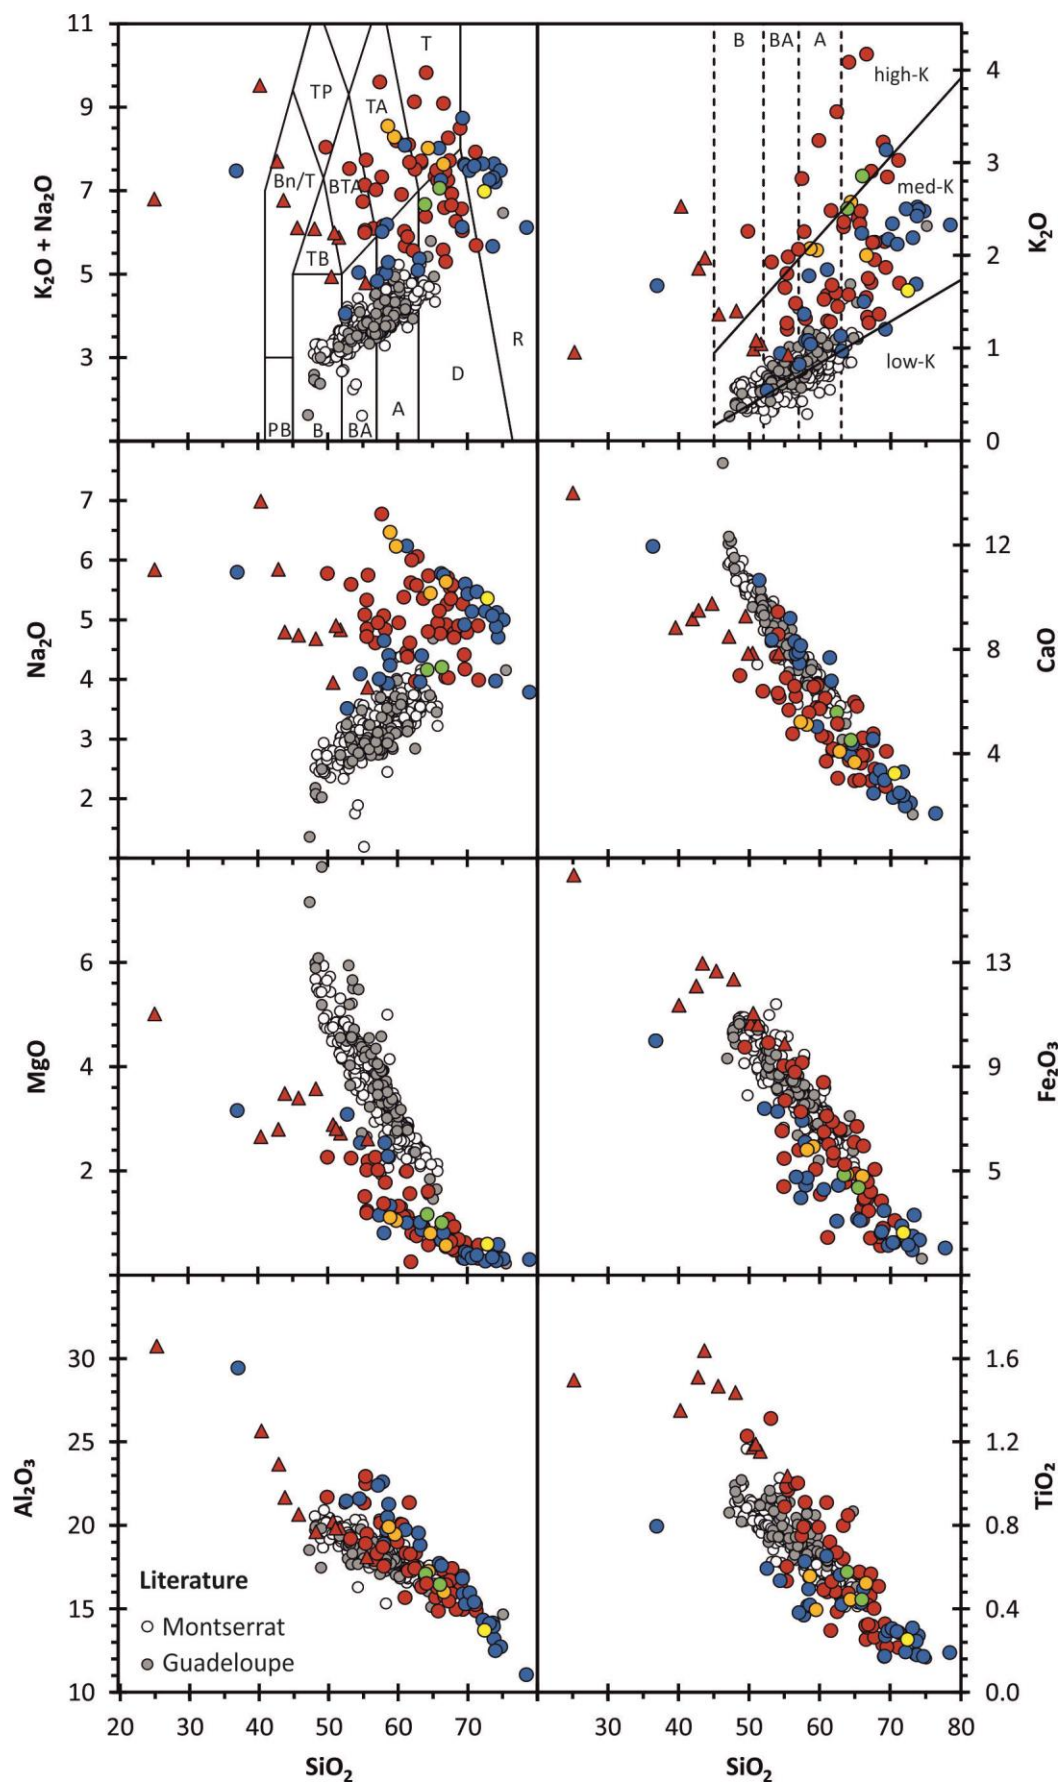 11
9
7
5
3
K₂O + Na₂O
TP
T
TA
Bn/T
BTA
TB
R
D
PB
B
BA
A
B
BA
A
high-K
med-K
low-K
4
3
2
1
0
K₂O
7
6
5
4
3
2
Na₂O
12
8
4
CaO
6
4
2
MgO
13
9
5
1
Fe₂O₃
30
25
20
15
10
Al₂O₃
Literature
Montserrat
Guadeloupe
1.6
1.2
0.8
0.4
0.0
TiO₂
20 30 40 50 60 70
30 40 50 60 70 80
SiO₂
SiO₂